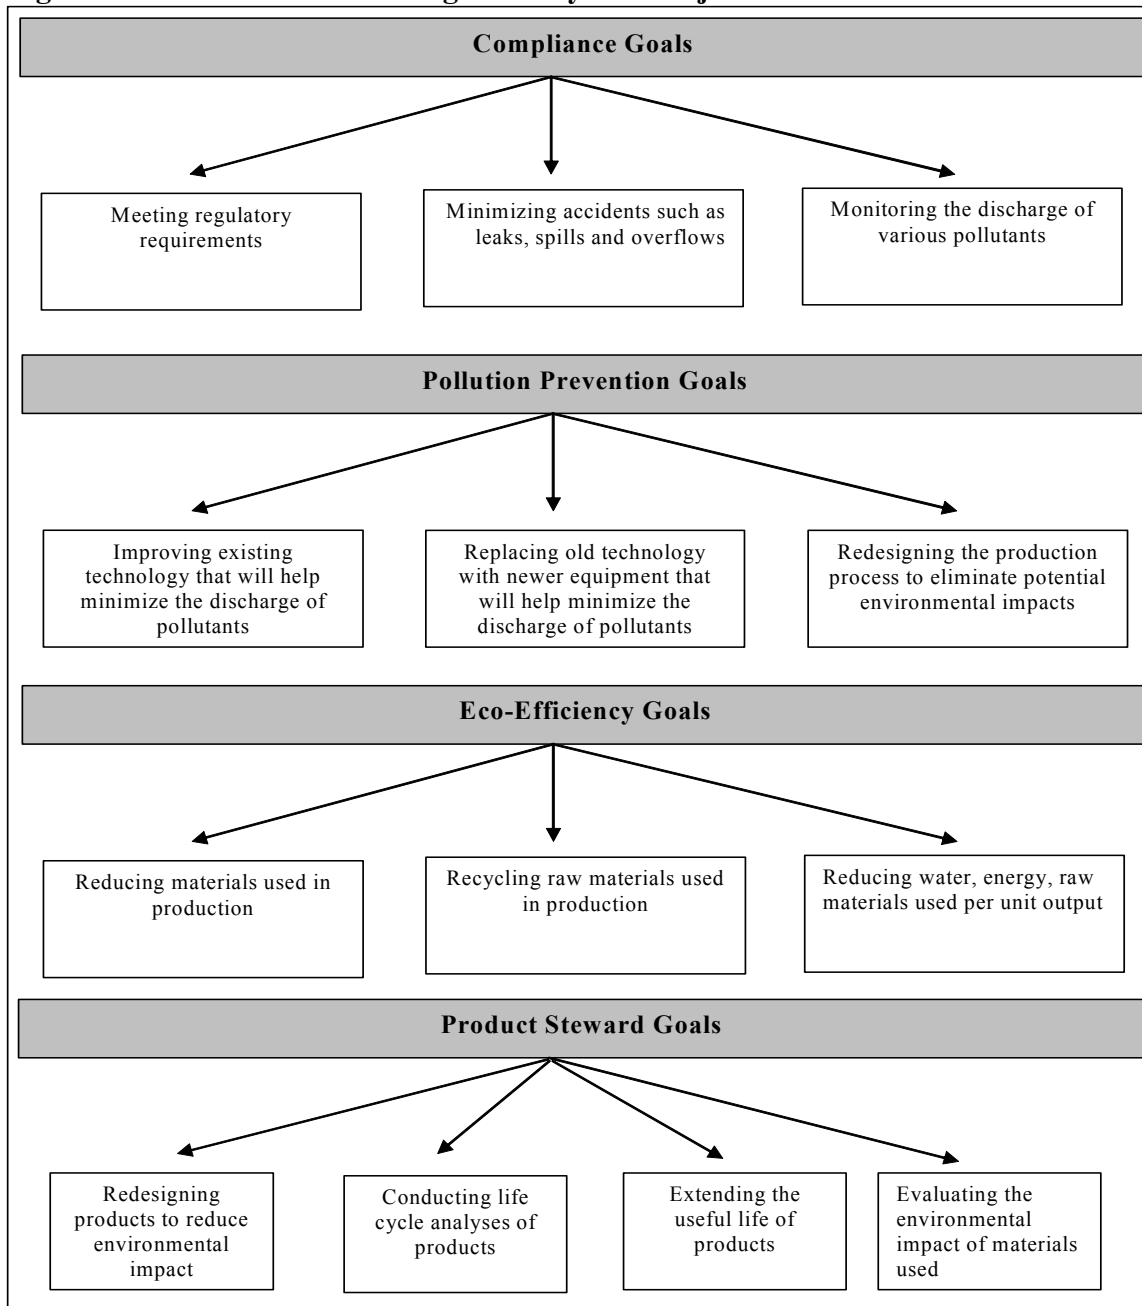 Compliance Goals
Meeting regulatory
requirements
Minimizing accidents such as
leaks, spills and overflows
Monitoring the discharge of
various pollutants
Pollution Prevention Goals
Improving existing
technology that will help
minimize the discharge of
pollutants
Replacing old technology
with newer equipment that
will help minimize the
discharge of pollutants
Redesigning the production
process to eliminate potential
environmental impacts
Eco-Efficiency Goals
Reducing materials used in
production
Recycling raw materials used
in production
Reducing water, energy, raw
materials used per unit output
Product Steward Goals
Redesigning
products to reduce
environmental
impact
Conducting life
cycle analyses of
products
Extending the
useful life of
products
Evaluating the
environmental
impact of materials
used